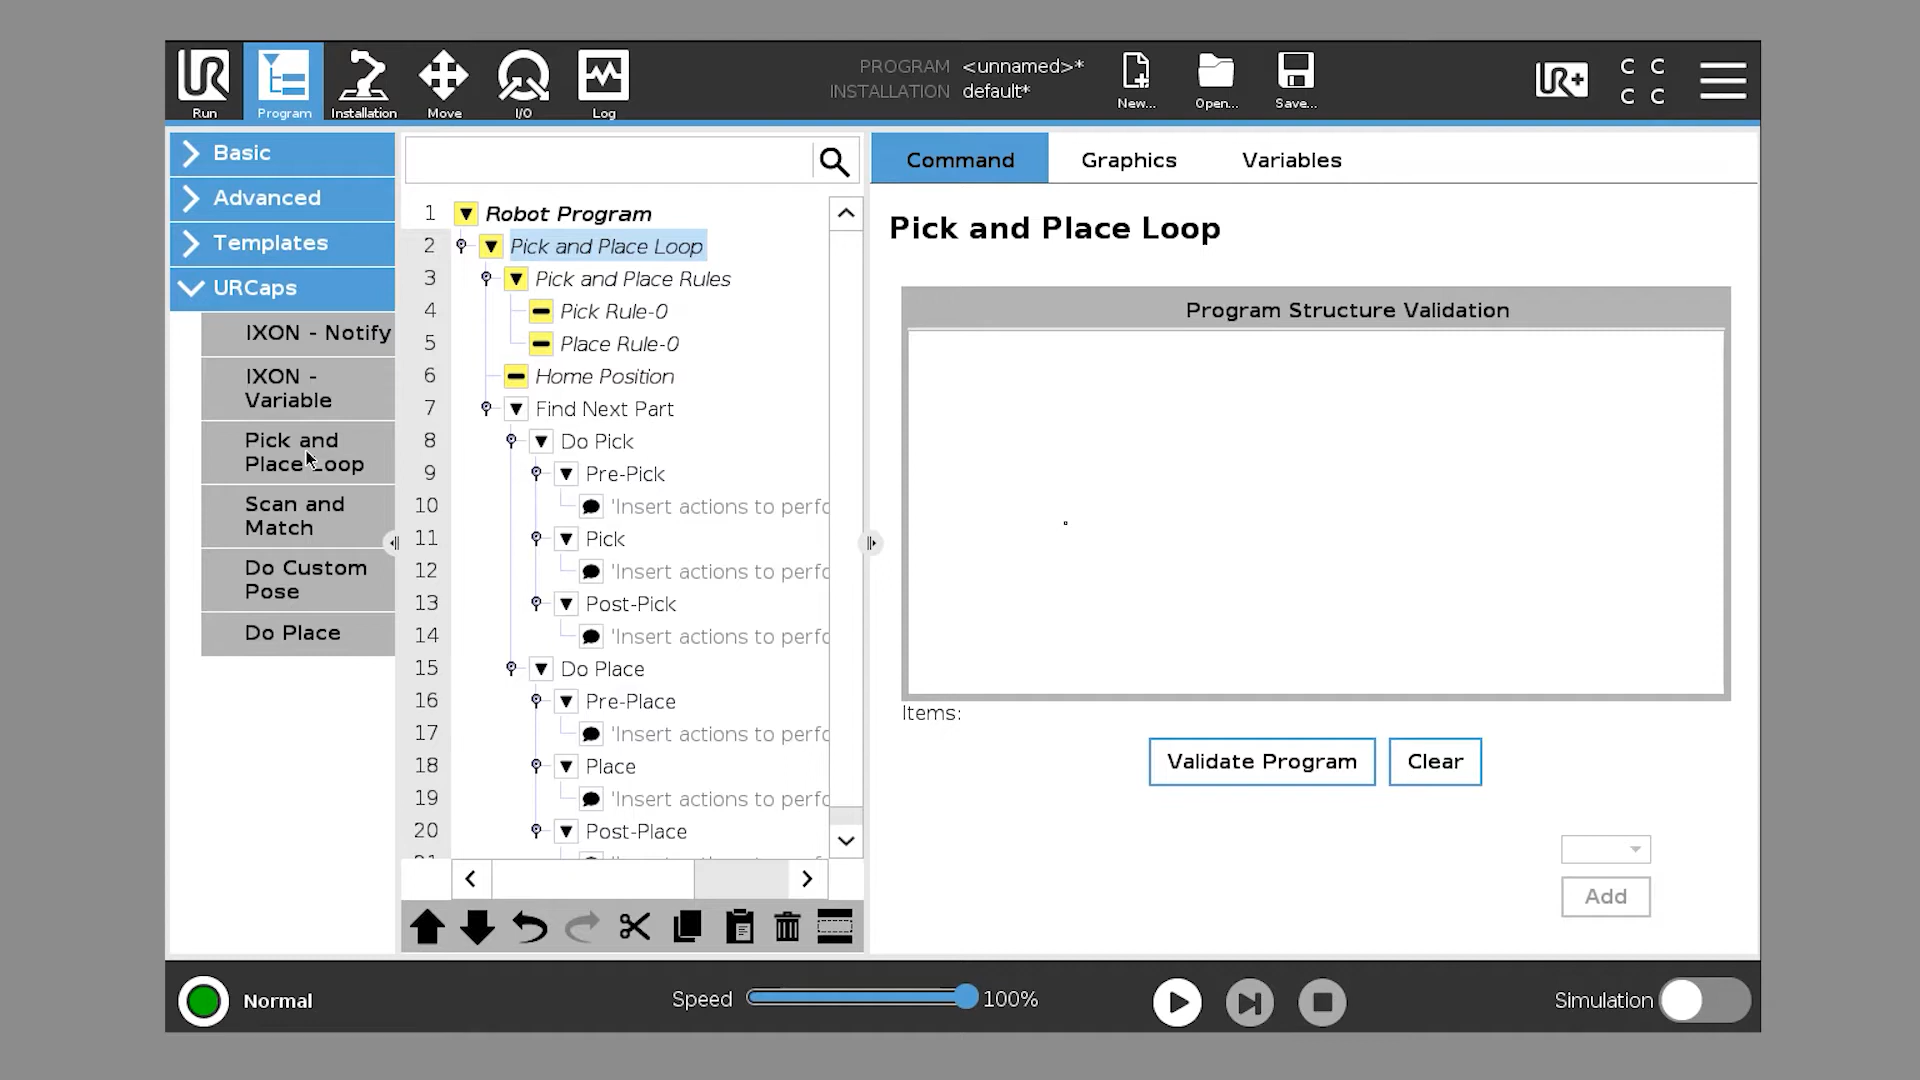 PROGRAM <unnamed>*
INSTALLATION default*
UR
Run
Program
Installation
Move
I/O
Log
New...
Open...
Save...
UR+
C C
C C
Basic
Advanced
Templates
URCaps
IXON - Notify
IXON -
Variable
Pick and
Place Loop
Scan and
Match
Do Custom
Pose
Do Place
1 Robot Program
2 Pick and Place Loop
3 Pick and Place Rules
4 Pick Rule-0
5 Place Rule-0
6 Home Position
7 Find Next Part
8 Do Pick
9 Pre-Pick
10 'Insert actions to perfo
11 Pick
12 'Insert actions to perfo
13 Post-Pick
14 'Insert actions to perfo
15 Do Place
16 Pre-Place
17 'Insert actions to perfo
18 Place
19 'Insert actions to perfo
20 Post-Place
Command
Graphics
Variables
Pick and Place Loop
Program Structure Validation
Items:
Validate Program
Clear
Add
Normal
Speed
100%
Simulation